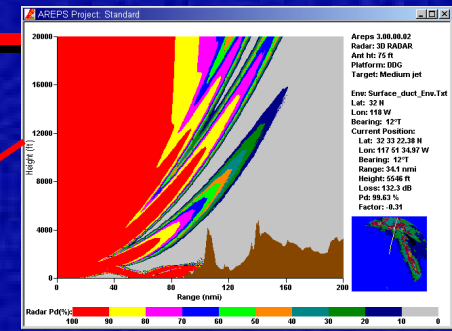 AREPS Project: Standard
Areps 3.00.00.02
Radar: 3D RADAR
Ant ht: 75 ft
Platform: DDG
Target: Medium jet
Env: Surface_duct_Env.Txt
Lat: 32 N
Lon: 118 W
Bearing: 12°T
Current Position:
Lat: 32 33 22.38 N
Lon: 117 51 34.97 W
Bearing: 12°T
Range: 34.1 nmi
Height: 5546 ft
Loss: 132.3 dB
Pd: 99.63 %
Factor: -0.31
20000
16000
12000
8000
4000
0
Height (ft)
0 40 80 120 160 200
Range (nmi)
Radar Pd(%):
100 90 80 70 60 50 40 30 20 10 0